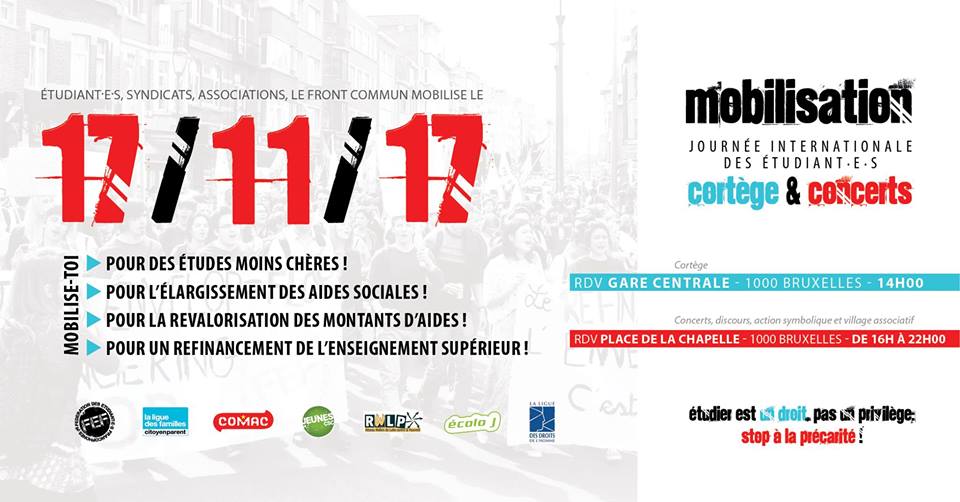 ÉTUDIANT·E·S, SYNDICATS, ASSOCIATIONS, LE FRONT COMMUN MOBILISE LE
17/11/17
MOBILISE-TOI
POUR DES ÉTUDES MOINS CHÈRES !
POUR L'ÉLARGISSEMENT DES AIDES SOCIALES !
POUR LA REVALORISATION DES MONTANTS D'AIDES !
POUR UN REFINANCEMENT DE L'ENSEIGNEMENT SUPÉRIEUR !
FEF
la ligue
des familles
citoyenparent
COMAC
JEUNES
CSC
RWLP
écolo j
LA LIGUE
DES DROITS
DE L'HOMME
mobilisation
JOURNÉE INTERNATIONALE
DES ÉTUDIANT·E·S
cortège & concerts
Cortège
RDV GARE CENTRALE - 1000 BRUXELLES - 14H00
Concerts, discours, action symbolique et village associatif
RDV PLACE DE LA CHAPELLE - 1000 BRUXELLES - DE 16H À 22H00
étudier est un droit, pas un privilège;
stop à la précarité !